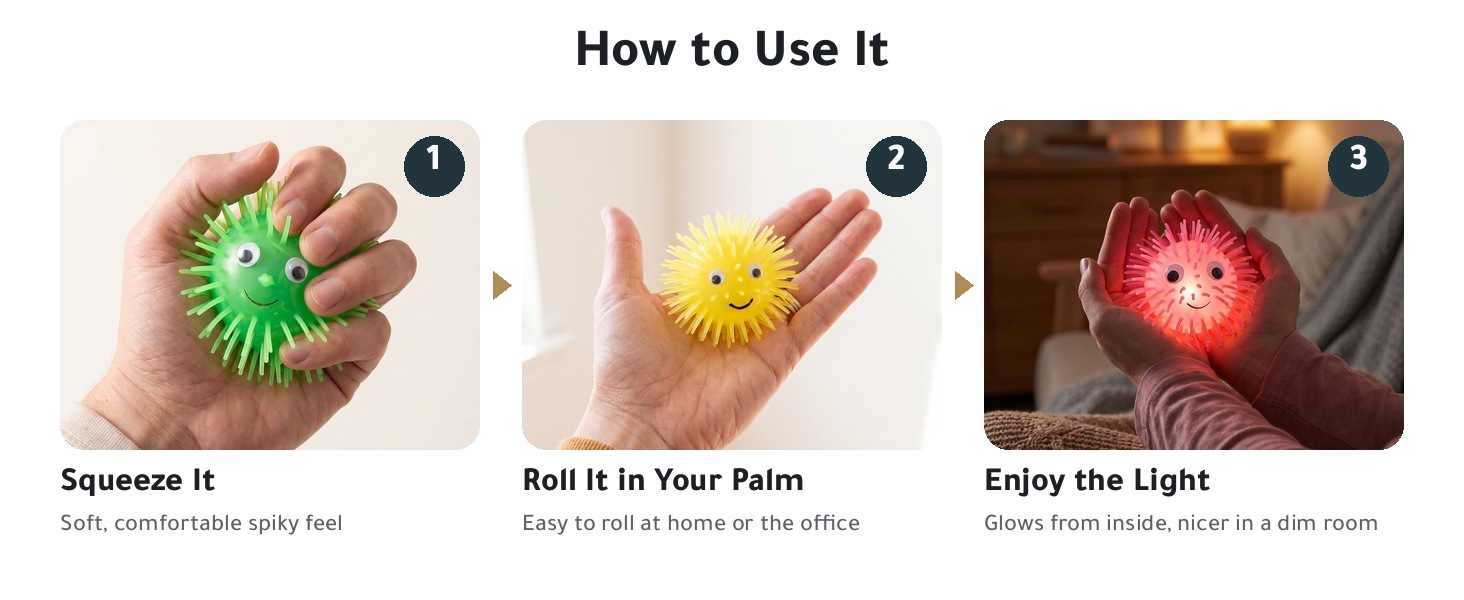 How to Use It
1
2
3
Squeeze It
Roll It in Your Palm
Enjoy the Light
Soft, comfortable spiky feel
Easy to roll at home or the office
Glows from inside, nicer in a dim room